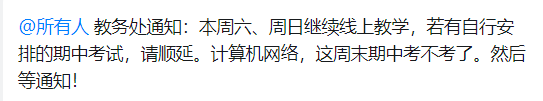 @所有人 教务处通知：本周六、周日继续线上教学，若有自行安
排的期中考试，请顺延。计算机网络，这周末期中考不考了。然后
等通知！